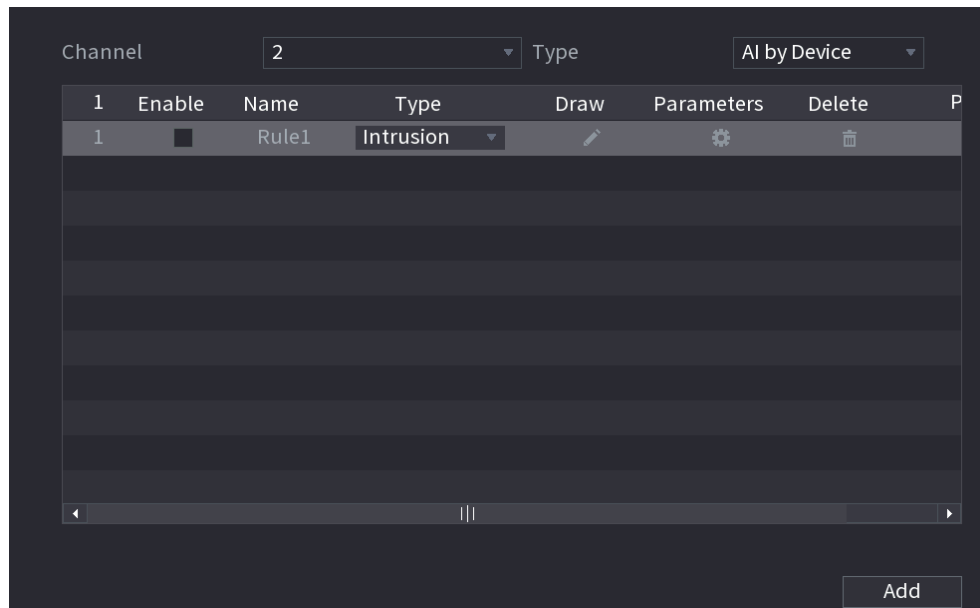 Channel 2 Type AI by Device
1 Enable Name Type Draw Parameters Delete P
1 Rule1 Intrusion
Add